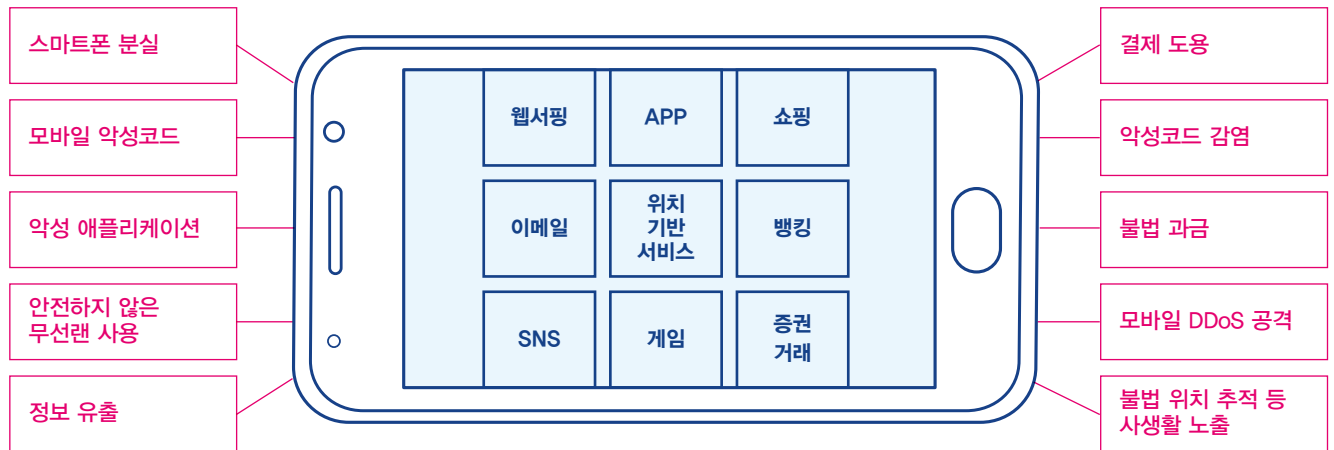 스마트폰 분실
모바일 악성코드
악성 애플리케이션
안전하지 않은
무선랜 사용
정보 유출
웹서핑
APP
쇼핑
이메일
위치
기반
서비스
뱅킹
SNS
게임
증권
거래
결제 도용
악성코드 감염
불법 과금
모바일 DDoS 공격
불법 위치 추적 등
사생활 노출